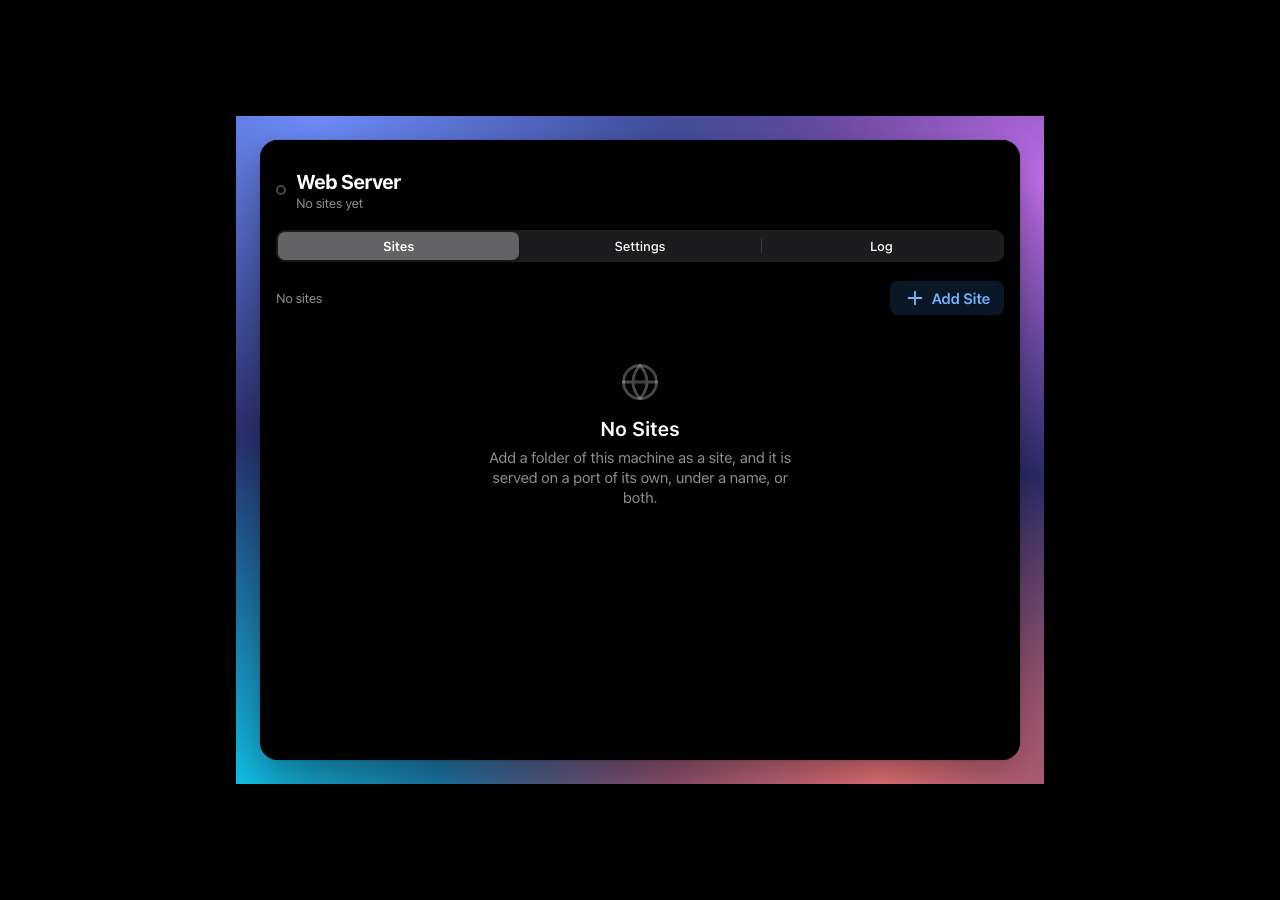 Web Server
No sites yet
Sites
Settings
Log
No sites
Add Site
No Sites
Add a folder of this machine as a site, and it is
served on a port of its own, under a name, or
both.